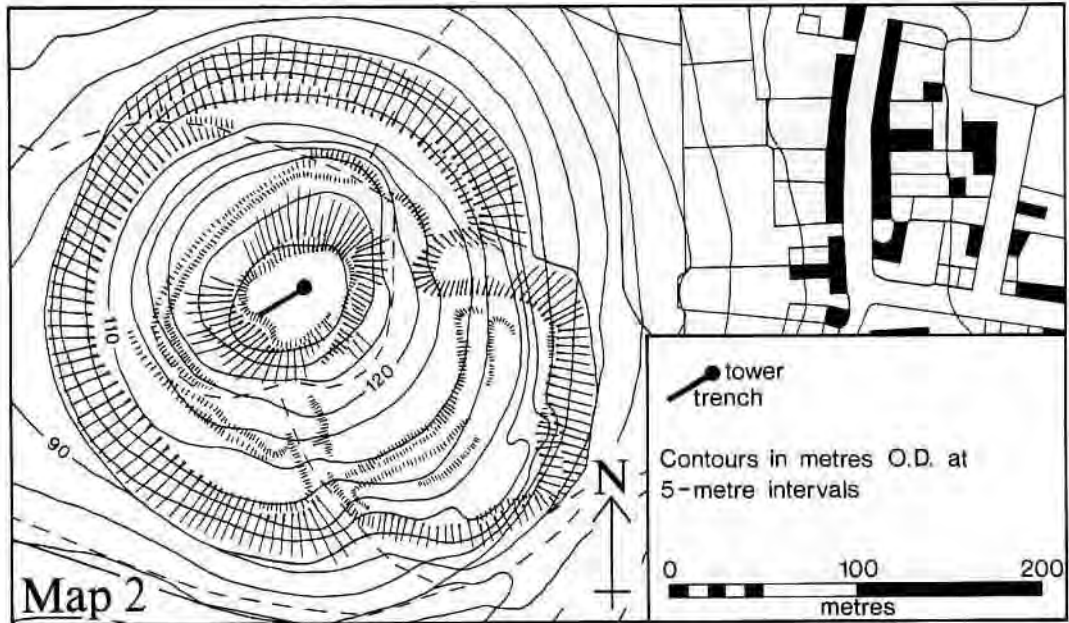 110
120
90
N
Map 2
tower
trench
Contours in metres O.D. at
5-metre intervals
0 100 200
metres